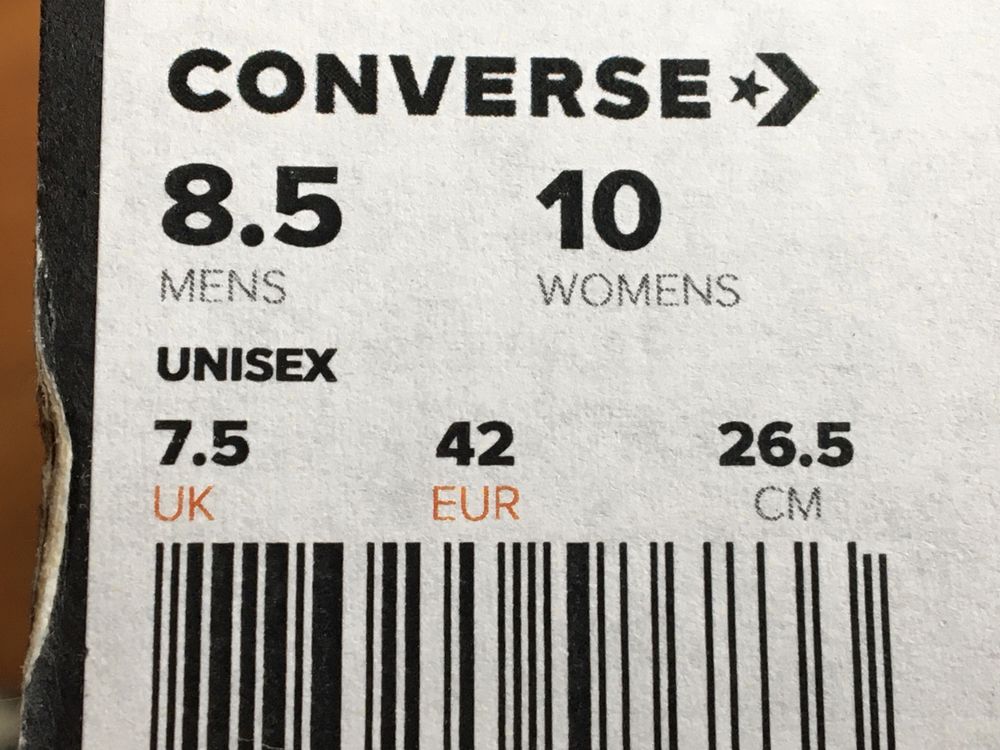 CONVERSE
8.5 10
MENS WOMENS
UNISEX
7.5 42 26.5
UK EUR CM